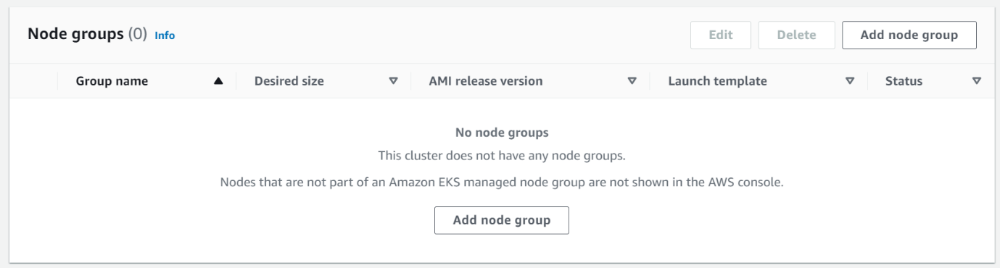 Node groups (0) Info Edit Delete Add node group
Group name Desired size AMI release version Launch template Status
No node groups
This cluster does not have any node groups.
Nodes that are not part of an Amazon EKS managed node group are not shown in the AWS console.
Add node group